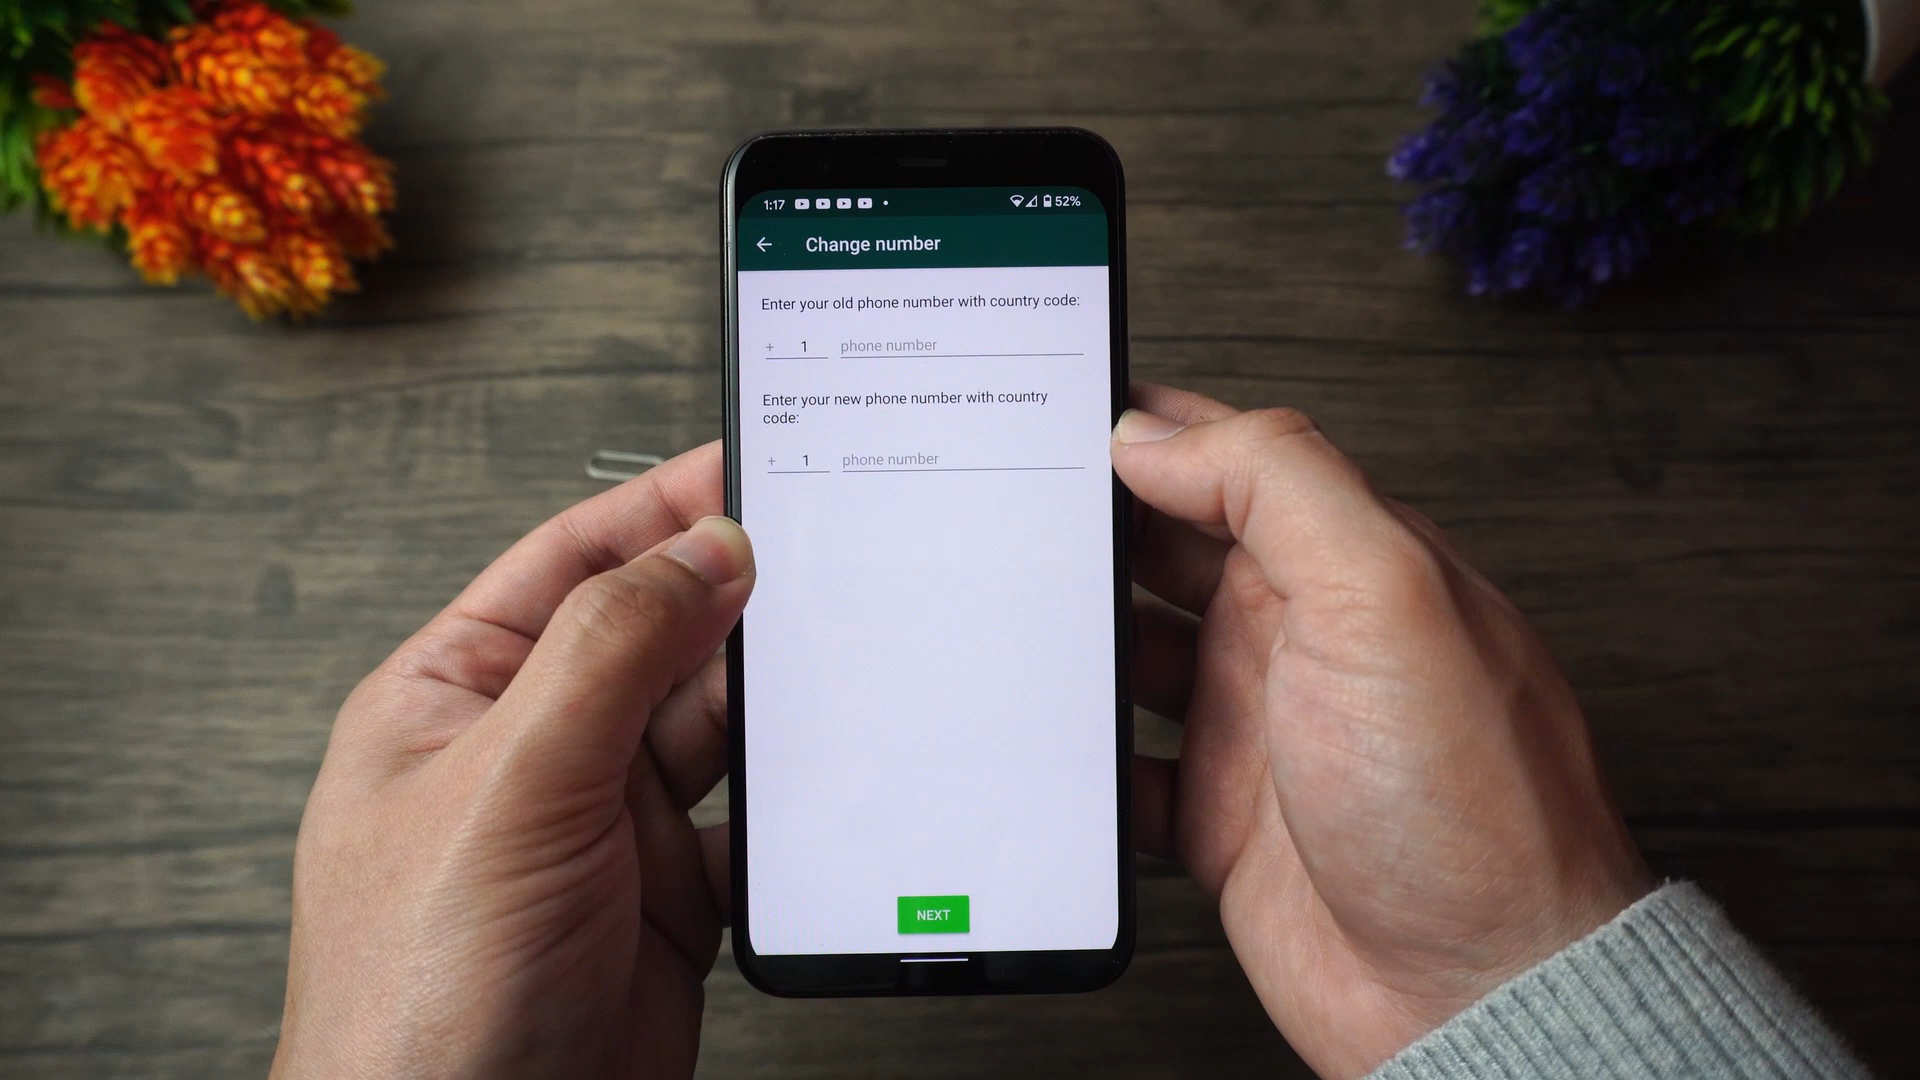 1:17 52%
Change number
Enter your old phone number with country code:
+ 1 phone number
Enter your new phone number with country
code:
+ 1 phone number
NEXT